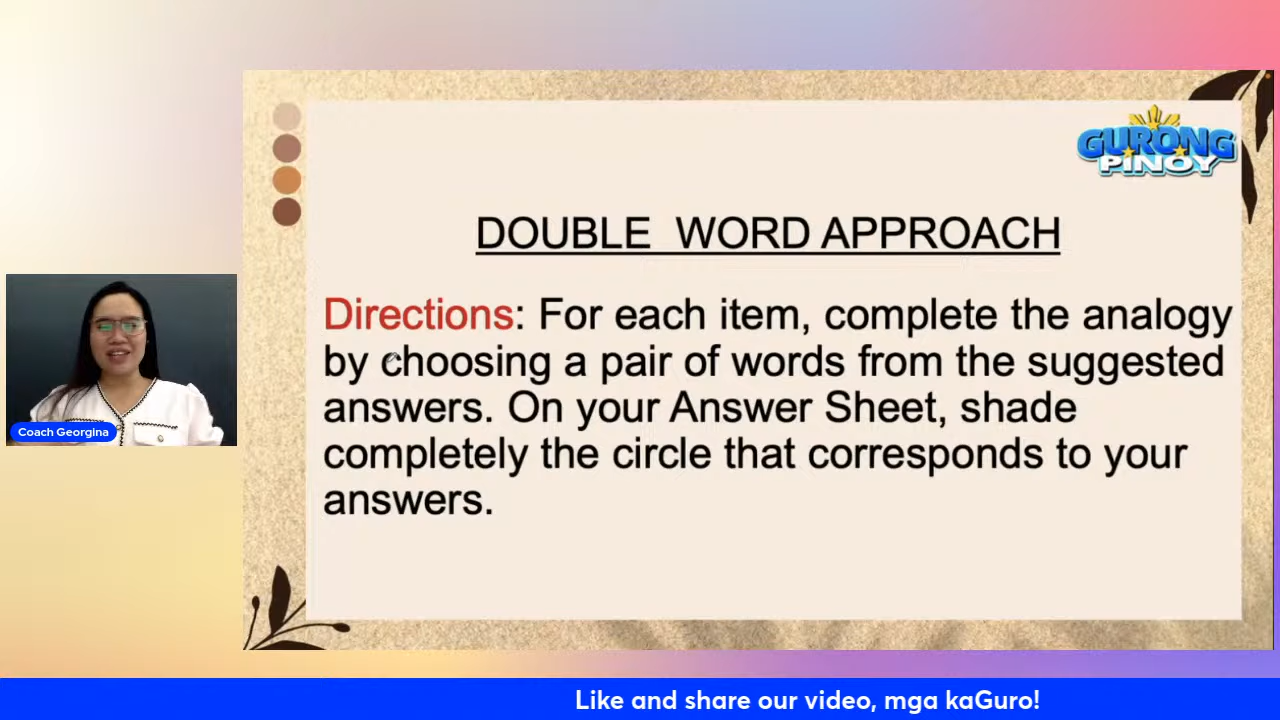 GURONG
PINOY
DOUBLE WORD APPROACH
Directions: For each item, complete the analogy
by choosing a pair of words from the suggested
answers. On your Answer Sheet, shade
completely the circle that corresponds to your
answers.
Coach Georgina
Like and share our video, mga kaGuro!